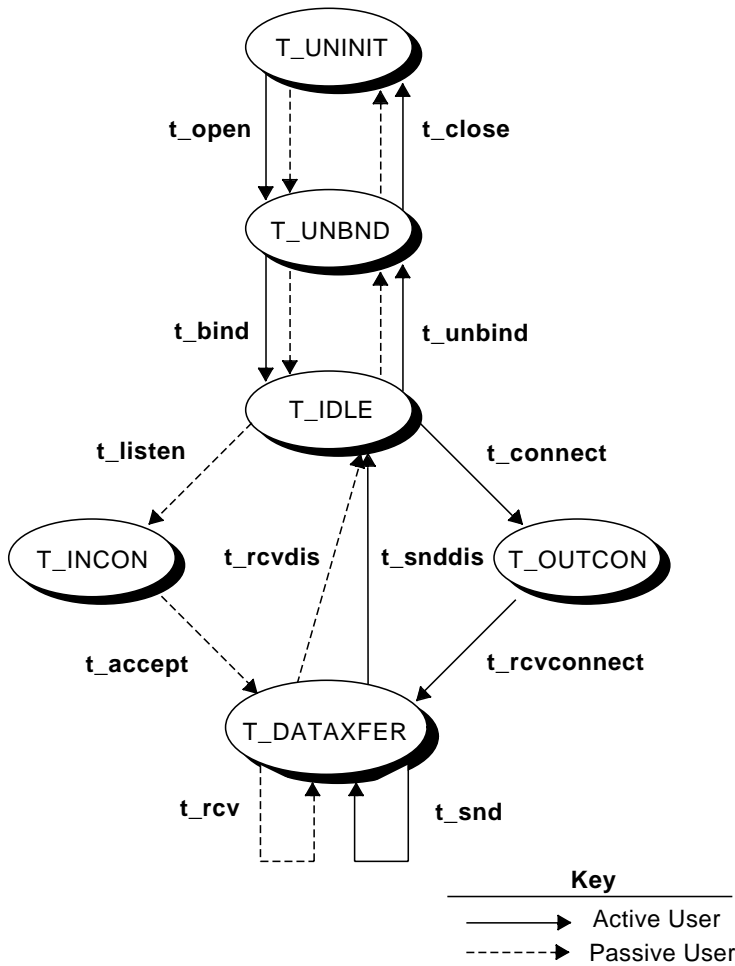 T_UNINIT
t_open
t_close
T_UNBND
t_bind
t_unbind
T_IDLE
t_listen
t_connect
T_INCON
t_rcvdis
t_snddis
T_OUTCON
t_accept
t_rcvconnect
T_DATAXFER
t_rcv
t_snd
Key
Active User
Passive User